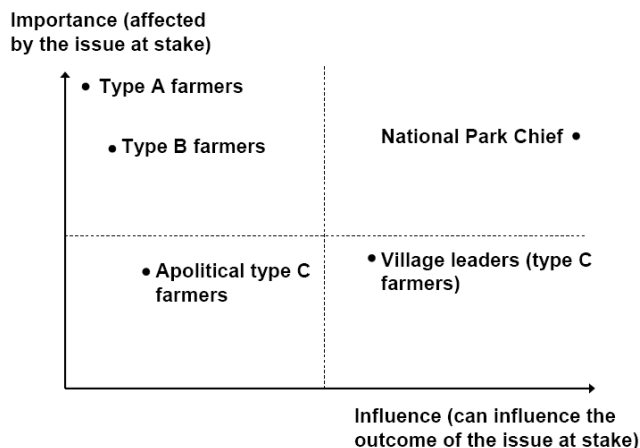 Importance (affected
by the issue at stake)
Type A farmers
National Park Chief
Type B farmers
Village leaders (type C
farmers)
Apolitical type C
farmers
Influence (can influence the
outcome of the issue at stake)